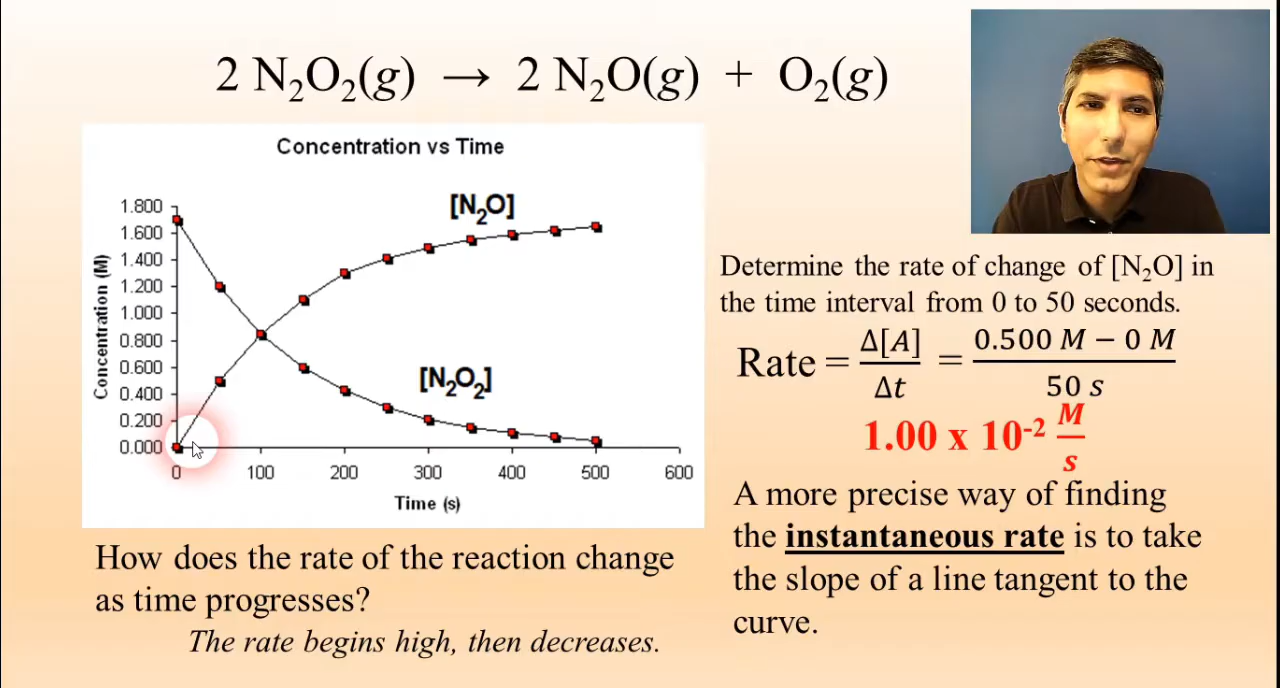 2 N₂O₂(g) → 2 N₂O(g) + O₂(g)
Concentration vs Time
[N₂O]
[N₂O₂]
Concentration (M)
1.800
1.600
1.400
1.200
1.000
0.800
0.600
0.400
0.200
0.000
0 100 200 300 400 500 600
Time (s)
How does the rate of the reaction change
as time progresses?
The rate begins high, then decreases.
Determine the rate of change of [N₂O] in
the time interval from 0 to 50 seconds.
Rate = Δ[A]/Δt = 0.500 M − 0 M/50 s
1.00 x 10⁻² M/s
A more precise way of finding
the instantaneous rate is to take
the slope of a line tangent to the
curve.